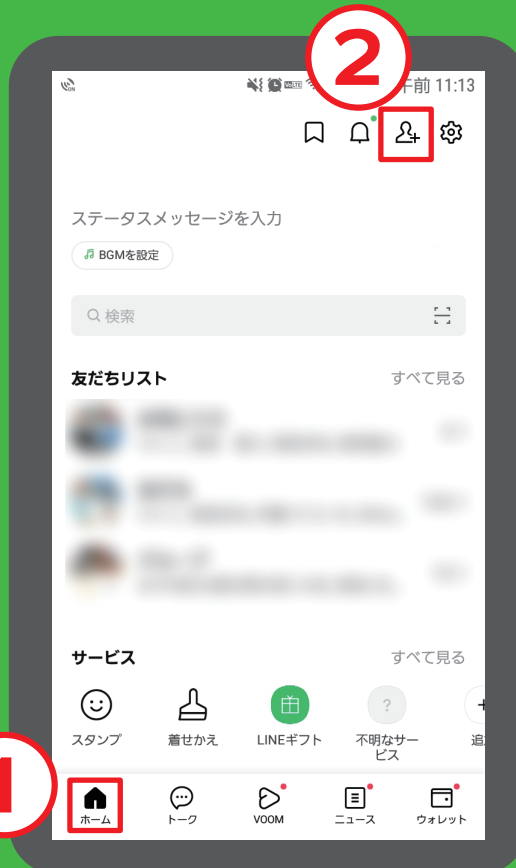 2
午前 11:13
ステータスメッセージを入力
BGMを設定
検索
友だちリスト
すべて見る
サービス
すべて見る
スタンプ
着せかえ
LINEギフト
?
不明なサー
ビス
1
ホーム
トーク
VOOM
ニュース
ウォレット